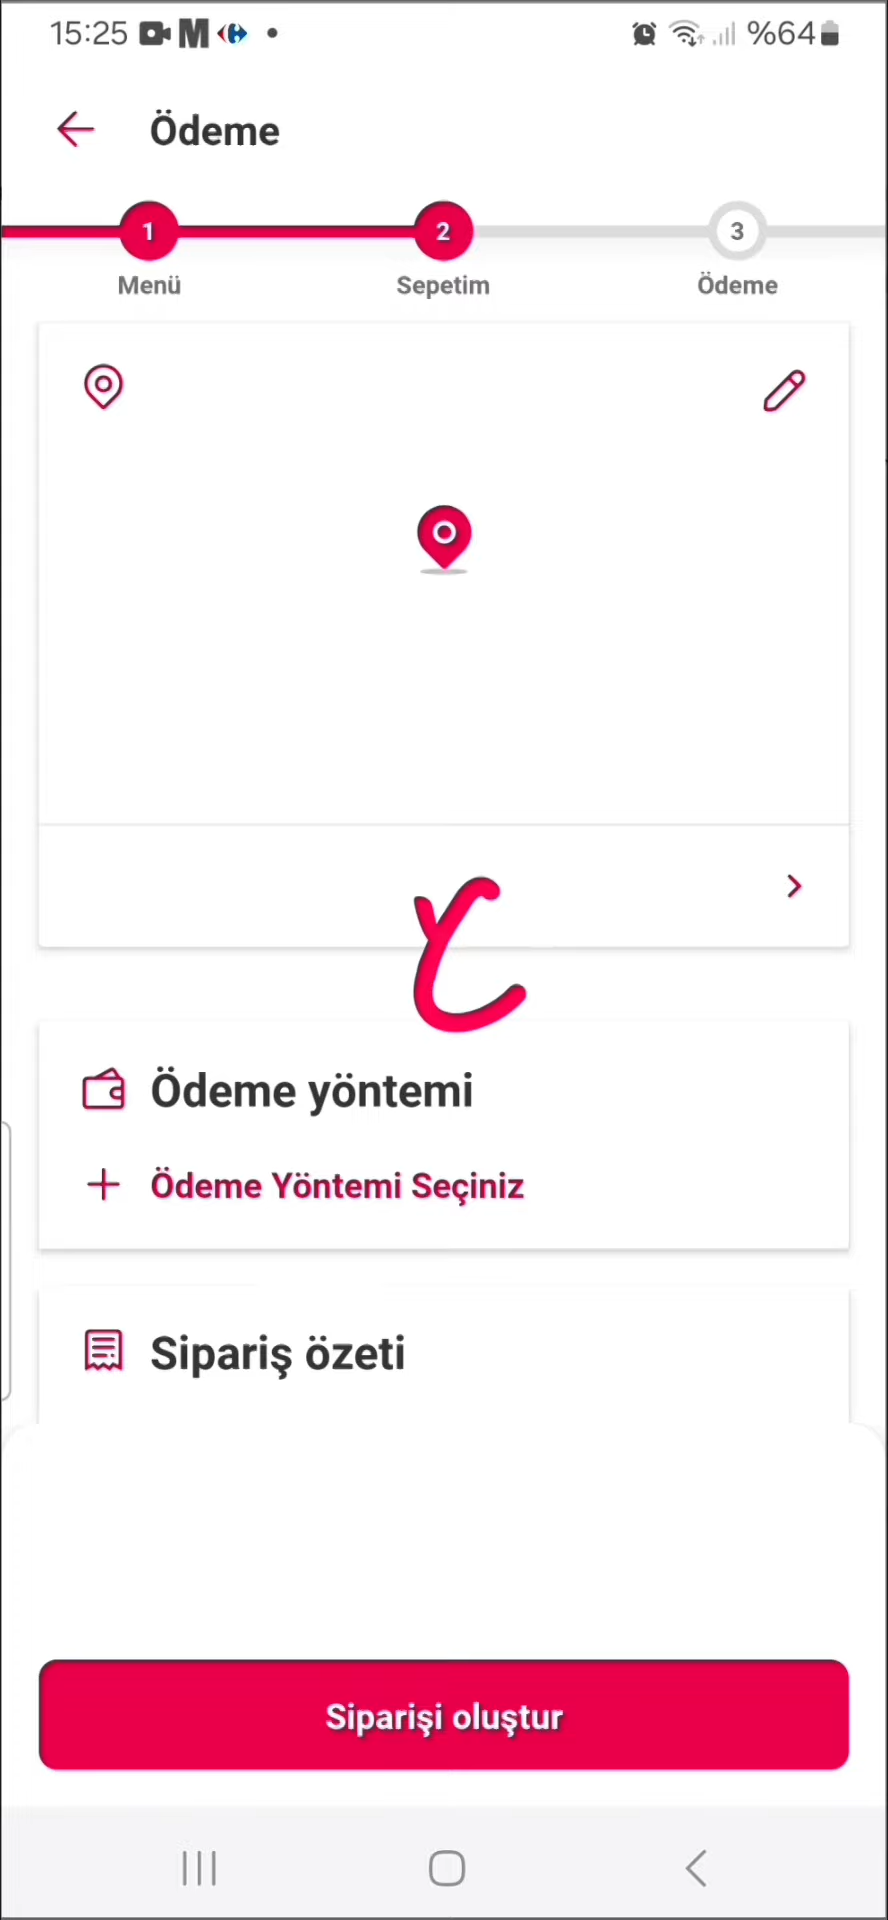 15:25 M %64
Ödeme
1 2 3
Menü Sepetim Ödeme
Ödeme yöntemi
+ Ödeme Yöntemi Seçiniz
Sipariş özeti
Siparişi oluştur